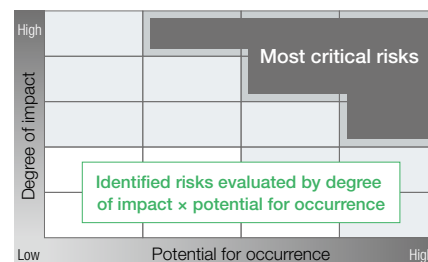 High
Most critical risks
Degree of impact
Identified risks evaluated by degree
of impact × potential for occurrence
Low
Potential for occurrence
High